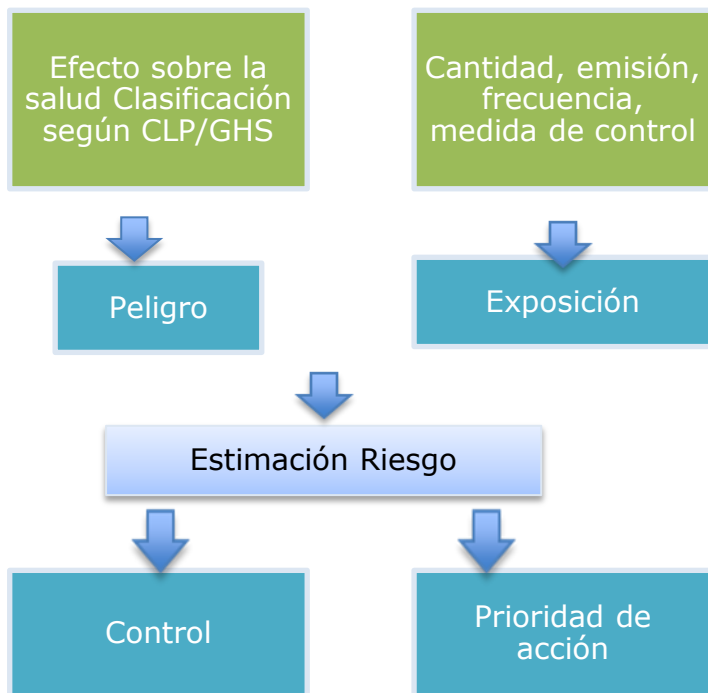 Efecto sobre la
salud Clasificación
según CLP/GHS
Cantidad, emisión,
frecuencia,
medida de control
Peligro
Exposición
Estimación Riesgo
Control
Prioridad de
acción